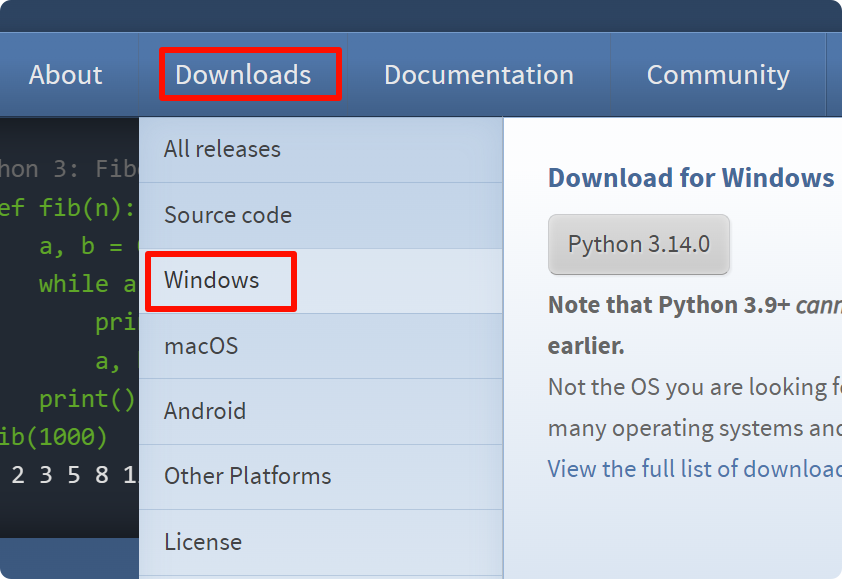 About Downloads Documentation Community
All releases
Source code
Windows
macOS
Android
Other Platforms
License
hon 3: Fib
ef fib(n):
a, b =
while a
pri
a,
print()
ib(1000)
2 3 5 8 1
Download for Windows
Python 3.14.0
Note that Python 3.9+ cann
earlier.
Not the OS you are looking f
many operating systems and
View the full list of downloa